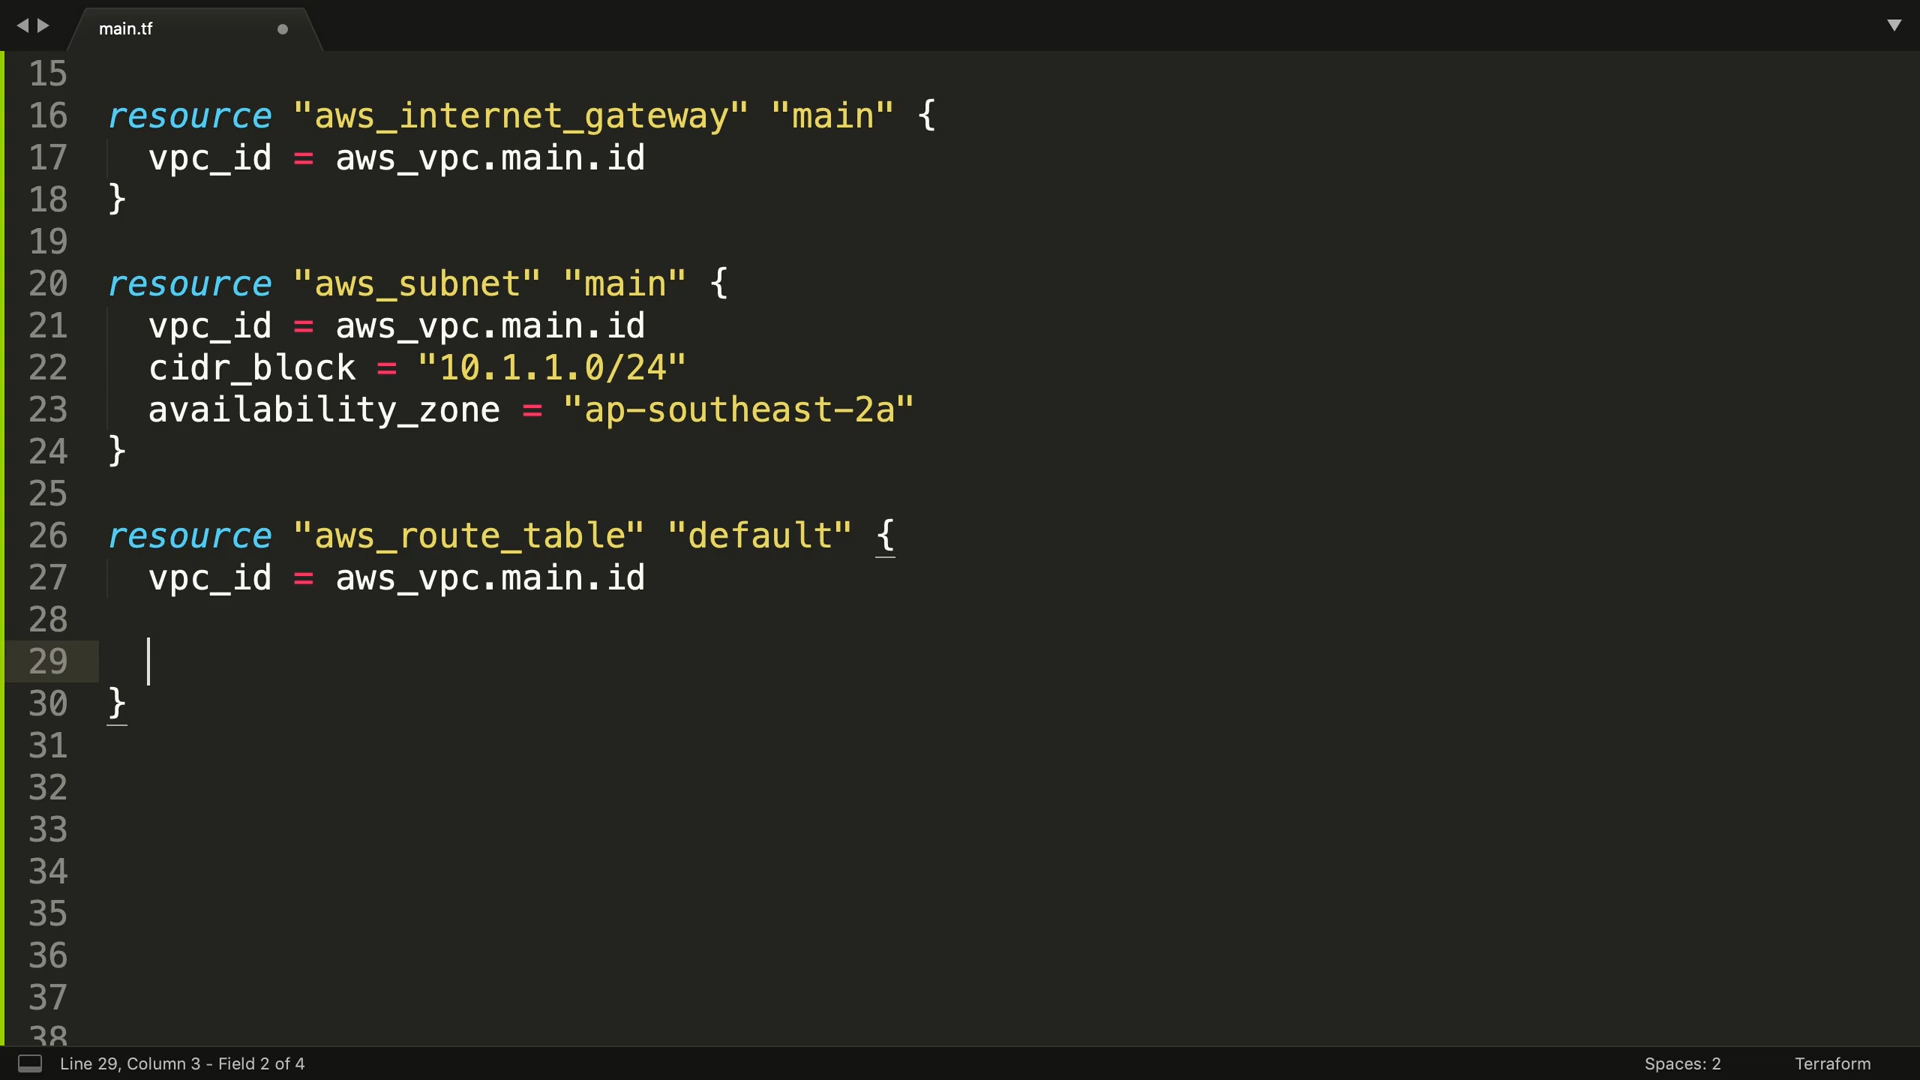 main.tf
15
16 resource "aws_internet_gateway" "main" {
17 vpc_id = aws_vpc.main.id
18 }
19
20 resource "aws_subnet" "main" {
21 vpc_id = aws_vpc.main.id
22 cidr_block = "10.1.1.0/24"
23 availability_zone = "ap-southeast-2a"
24 }
25
26 resource "aws_route_table" "default" {
27 vpc_id = aws_vpc.main.id
28
29
30 }
31
32
33
34
35
36
37
38
Line 29, Column 3 - Field 2 of 4
Spaces: 2
Terraform